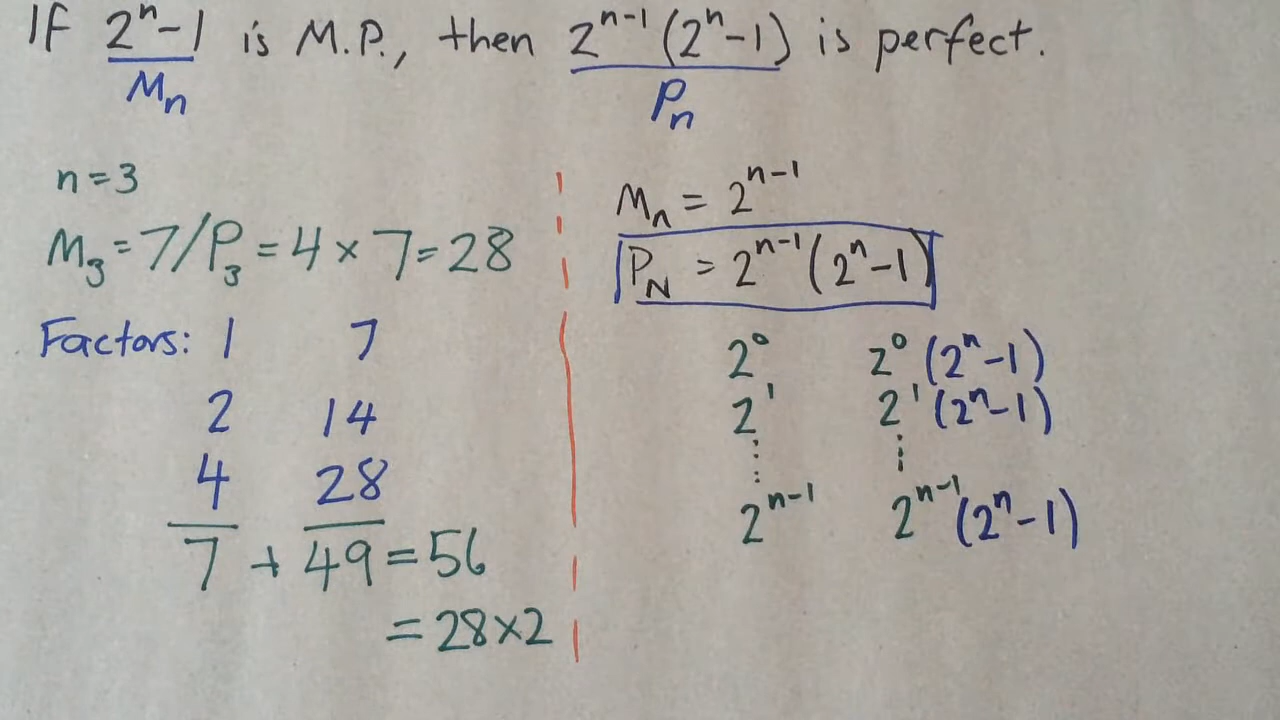 If 2ⁿ-1 is M.P., then 2ⁿ⁻¹(2ⁿ-1) is perfect.
Mₙ Pₙ
n=3
M₃=7/P₃=4×7=28
Factors: 1 7
2 14
4 28
7 + 49 = 56
= 28×2
Mₙ = 2ⁿ⁻¹
P_N = 2ⁿ⁻¹(2ⁿ-1)
2⁰ 2⁰(2ⁿ-1)
2¹ 2¹(2ⁿ-1)
⋮ ⋮
2ⁿ⁻¹ 2ⁿ⁻¹(2ⁿ-1)